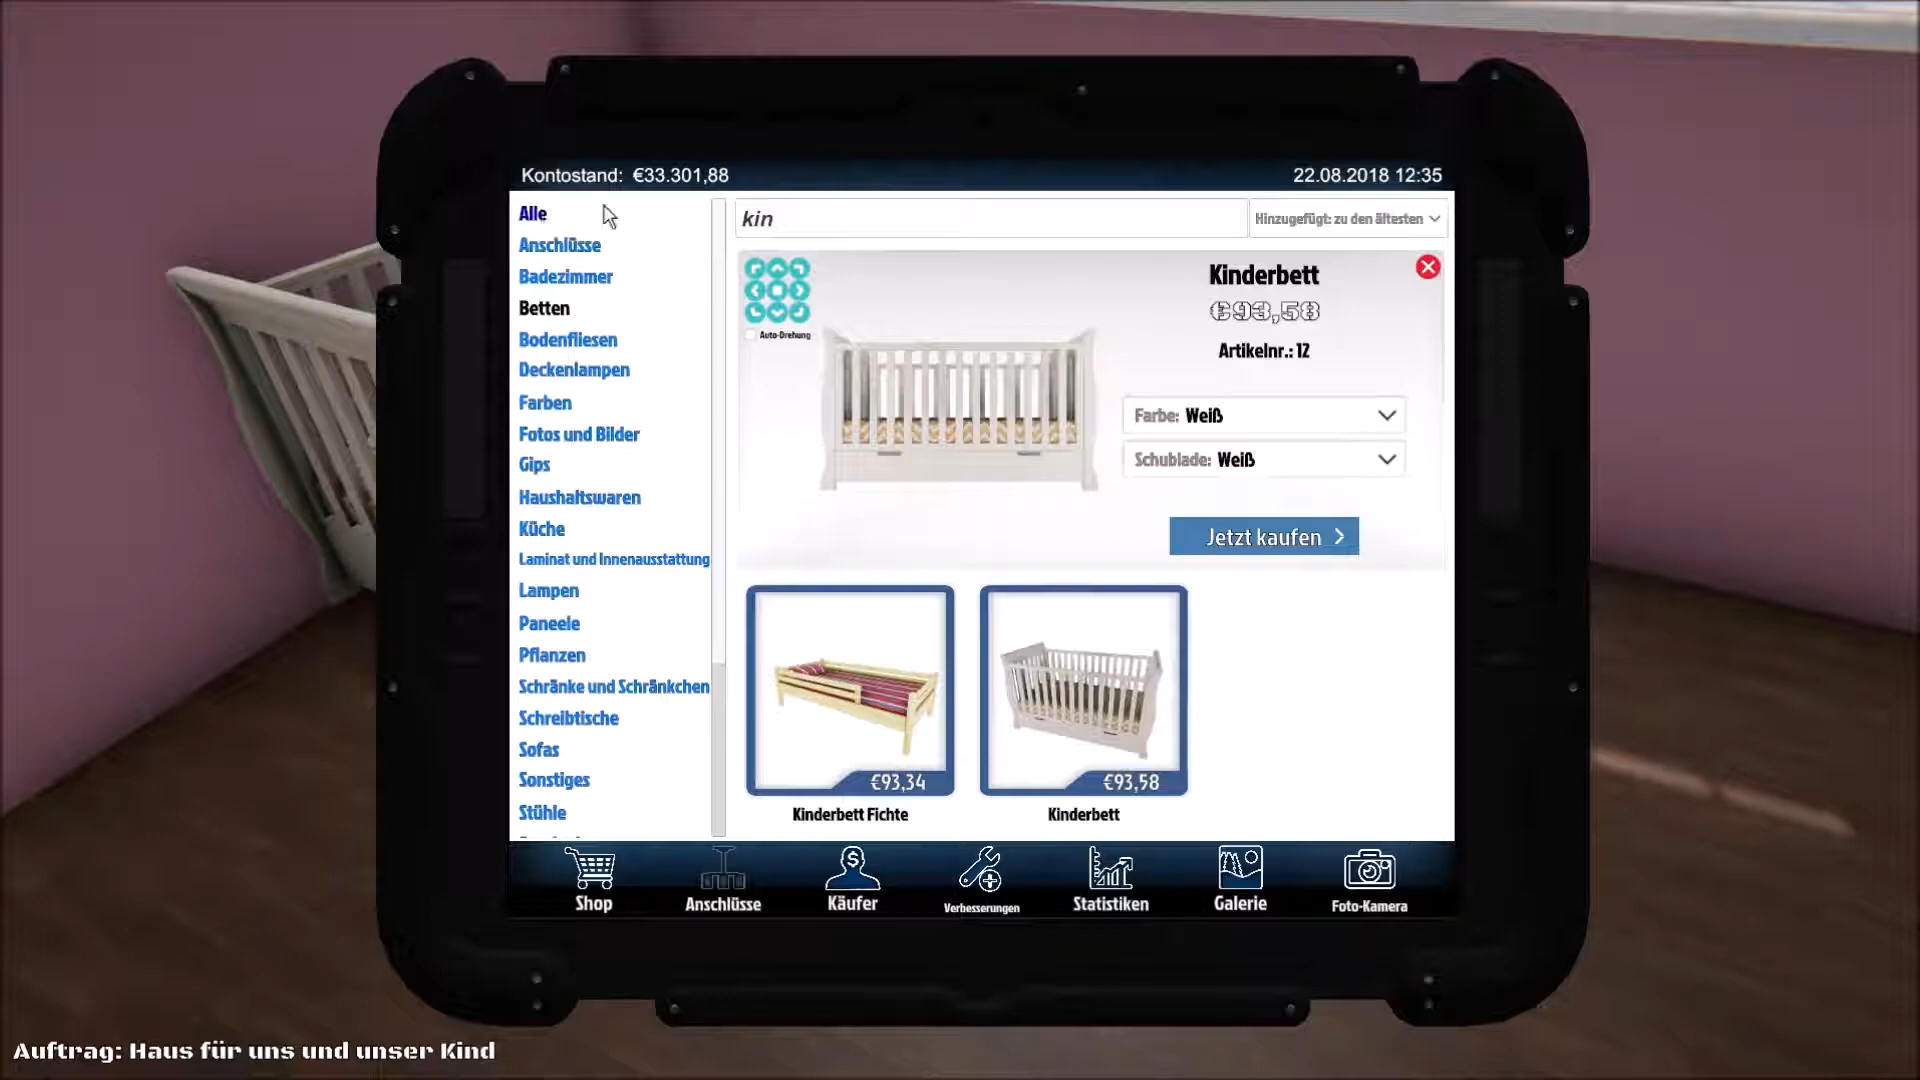 Kontostand: €33.301,88
22.08.2018 12:35
Alle
Anschlüsse
Badezimmer
Betten
Bodenfliesen
Deckenlampen
Farben
Fotos und Bilder
Gips
Haushaltswaren
Küche
Laminat und Innenausstattung
Lampen
Paneele
Pflanzen
Schränke und Schränkchen
Schreibtische
Sofas
Sonstiges
Stühle
kin
Hinzugefügt: zu den ältesten
Auto-Drehung
Kinderbett
€93,58
Artikelnr.: 12
Farbe: Weiß
Schublade: Weiß
Jetzt kaufen
€93,34
Kinderbett Fichte
€93,58
Kinderbett
Shop
Anschlüsse
Käufer
Verbesserungen
Statistiken
Galerie
Foto-Kamera
Auftrag: Haus für uns und unser Kind